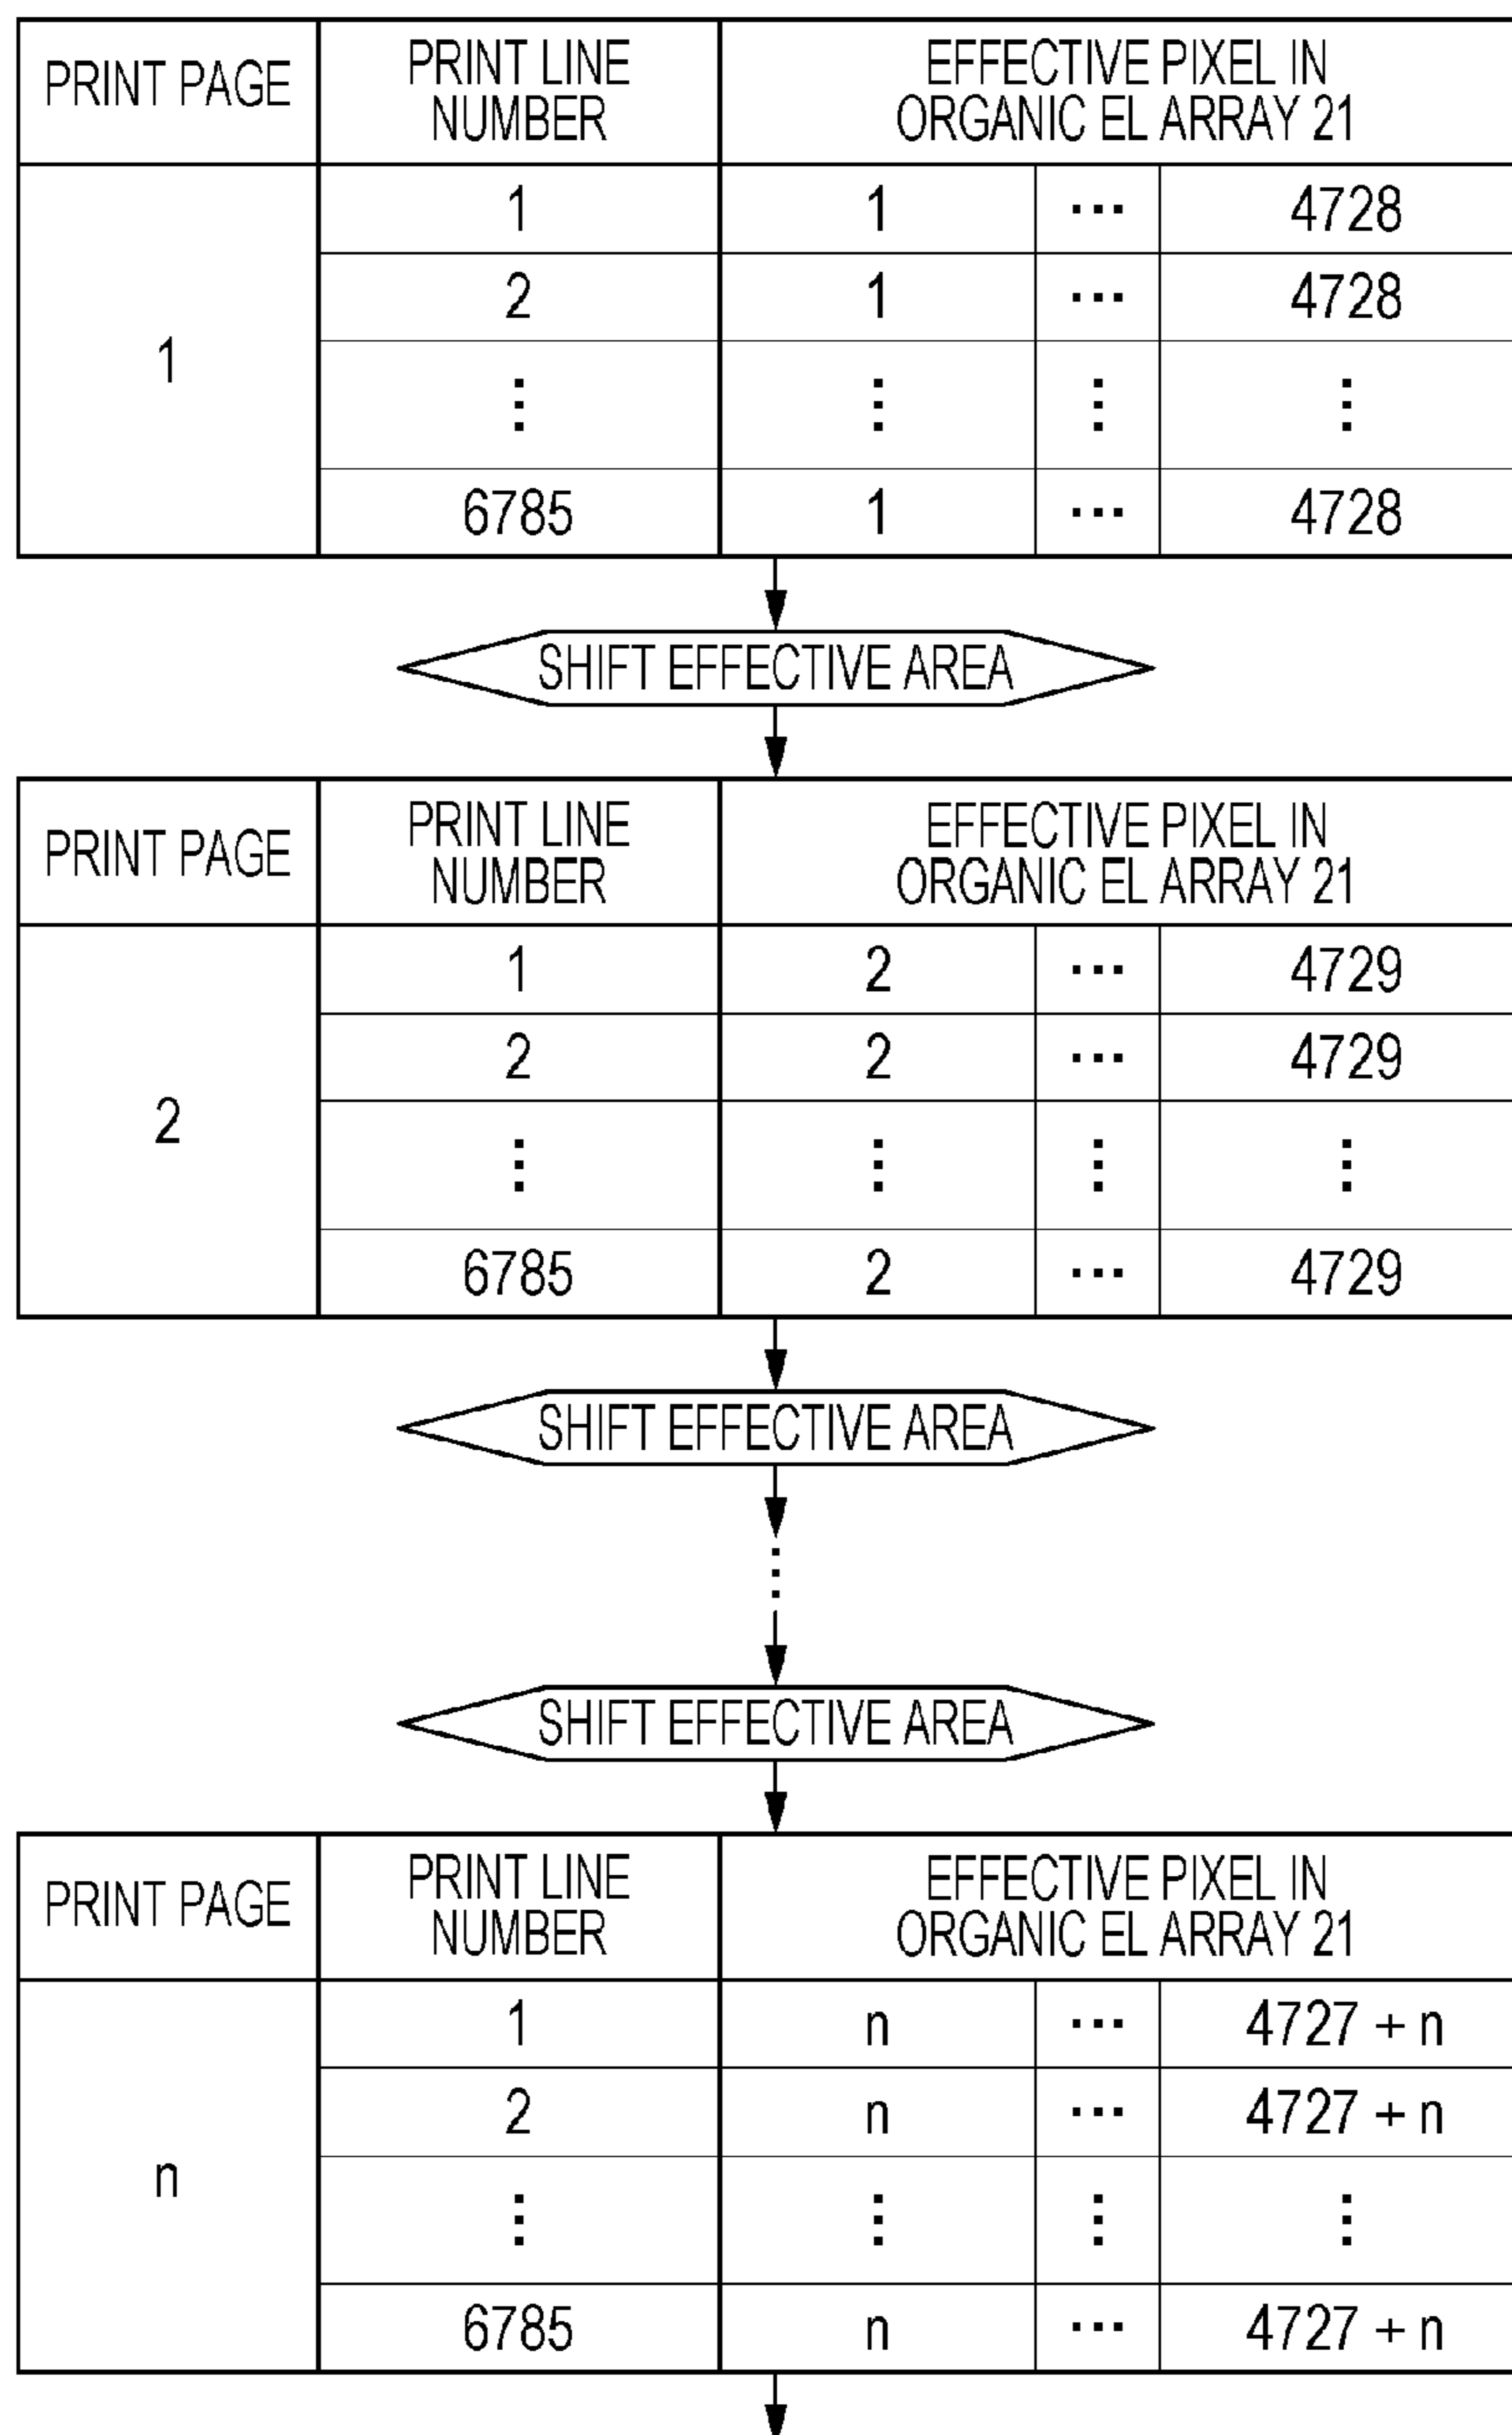 PRINT PAGE PRINT LINE NUMBER EFFECTIVE PIXEL IN ORGANIC EL ARRAY 21
1 1 1 ... 4728
2 1 ... 4728
⋮ ⋮ ⋮ ⋮
6785 1 ... 4728
SHIFT EFFECTIVE AREA
PRINT PAGE PRINT LINE NUMBER EFFECTIVE PIXEL IN ORGANIC EL ARRAY 21
2 1 2 ... 4729
2 2 ... 4729
⋮ ⋮ ⋮ ⋮
6785 2 ... 4729
SHIFT EFFECTIVE AREA
⋮
SHIFT EFFECTIVE AREA
PRINT PAGE PRINT LINE NUMBER EFFECTIVE PIXEL IN ORGANIC EL ARRAY 21
n 1 n ... 4727 + n
2 n ... 4727 + n
⋮ ⋮ ⋮ ⋮
6785 n ... 4727 + n